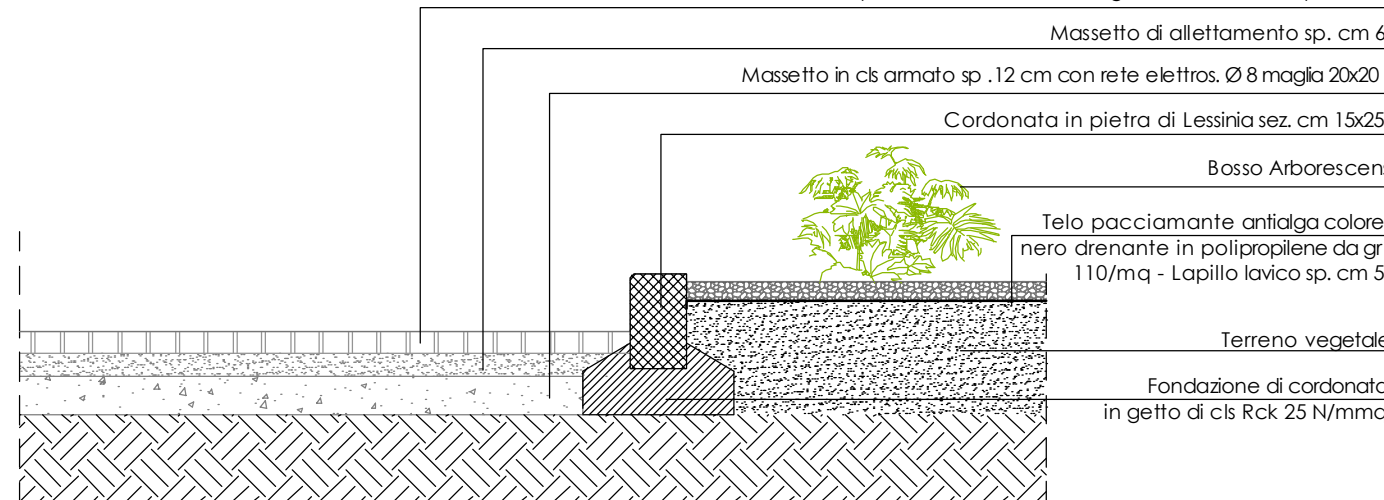 Massetto di allettamento sp. cm 6
Massetto in cls armato sp .12 cm con rete elettros. Ø 8 maglia 20x20
Cordonata in pietra di Lessinia sez. cm 15x25
Bosso Arborescens
Telo pacciamante antialga colore
nero drenante in polipropilene da gr
110/mq - Lapillo lavico sp. cm 5
Terreno vegetale
Fondazione di cordonata
in getto di cls Rck 25 N/mmq